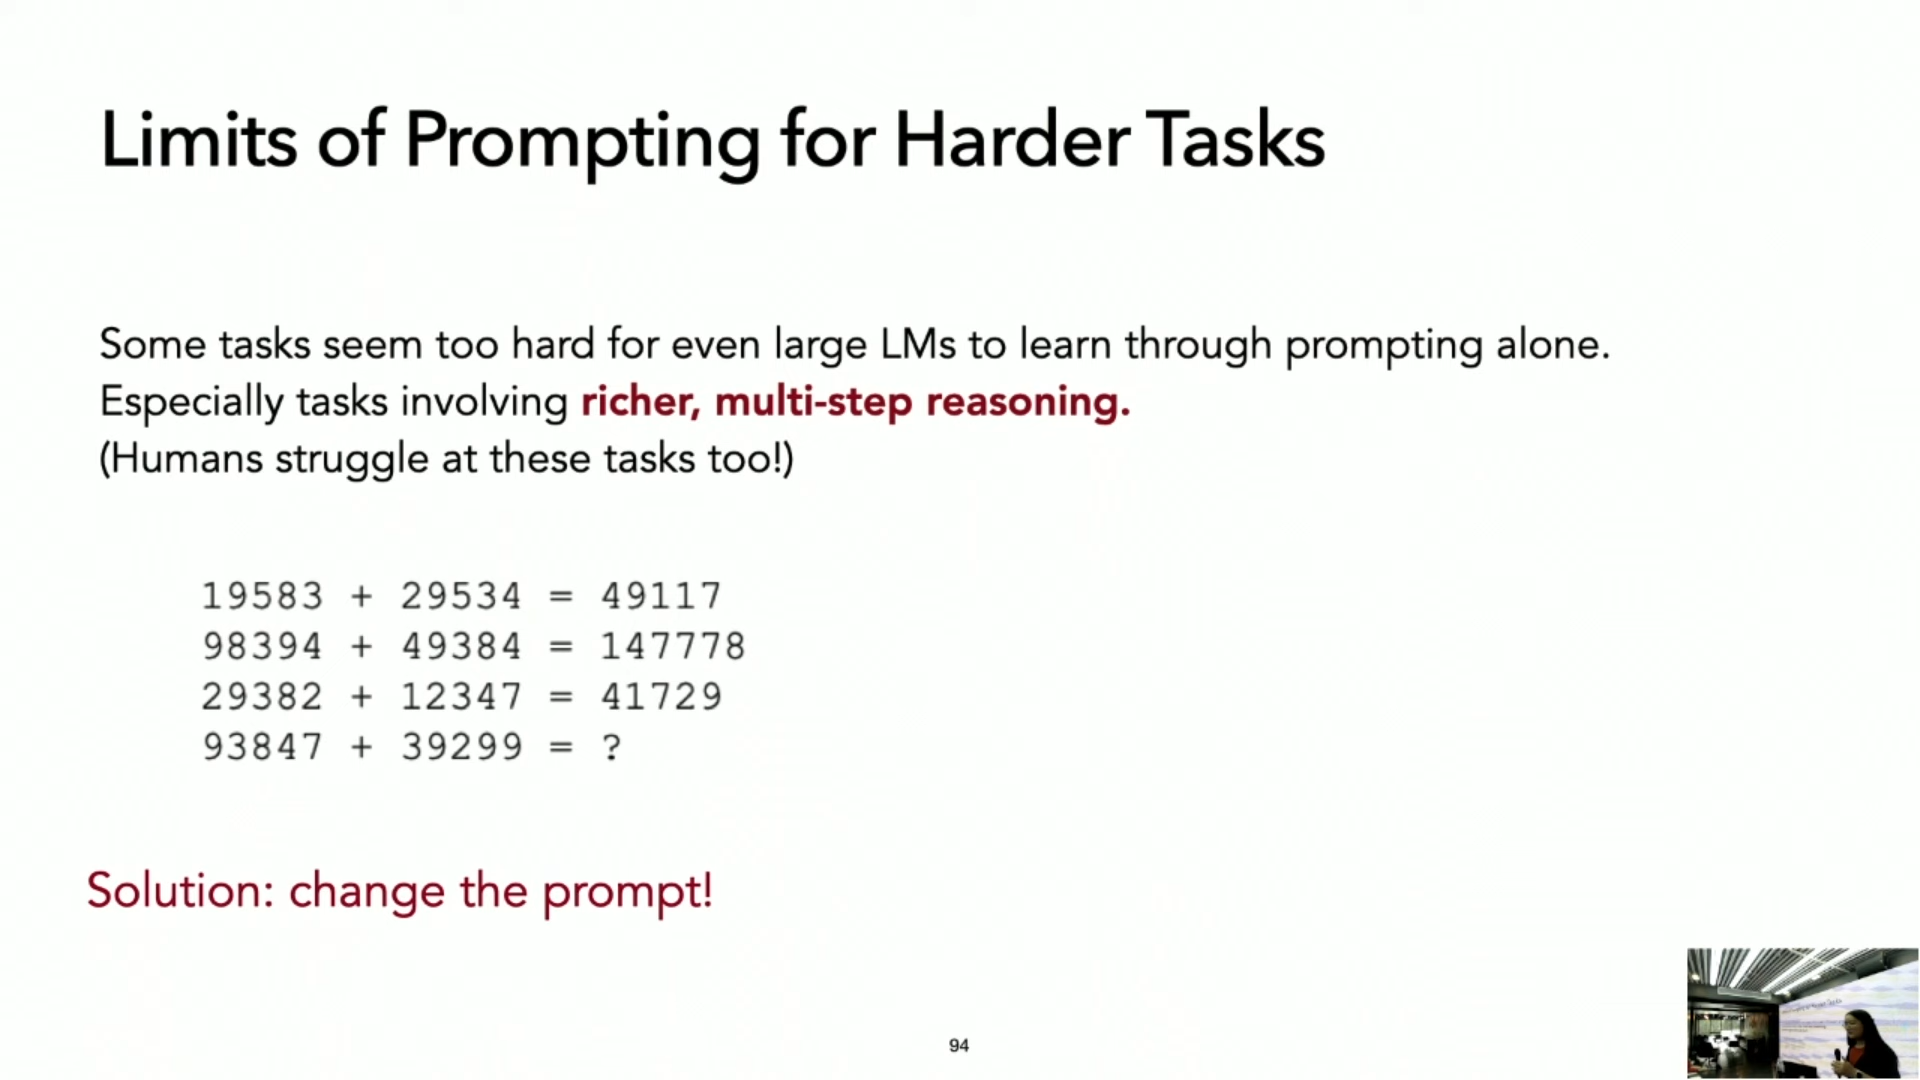 Limits of Prompting for Harder Tasks
Some tasks seem too hard for even large LMs to learn through prompting alone.
Especially tasks involving richer, multi-step reasoning.
(Humans struggle at these tasks too!)
19583 + 29534 = 49117
98394 + 49384 = 147778
29382 + 12347 = 41729
93847 + 39299 = ?
Solution: change the prompt!
94